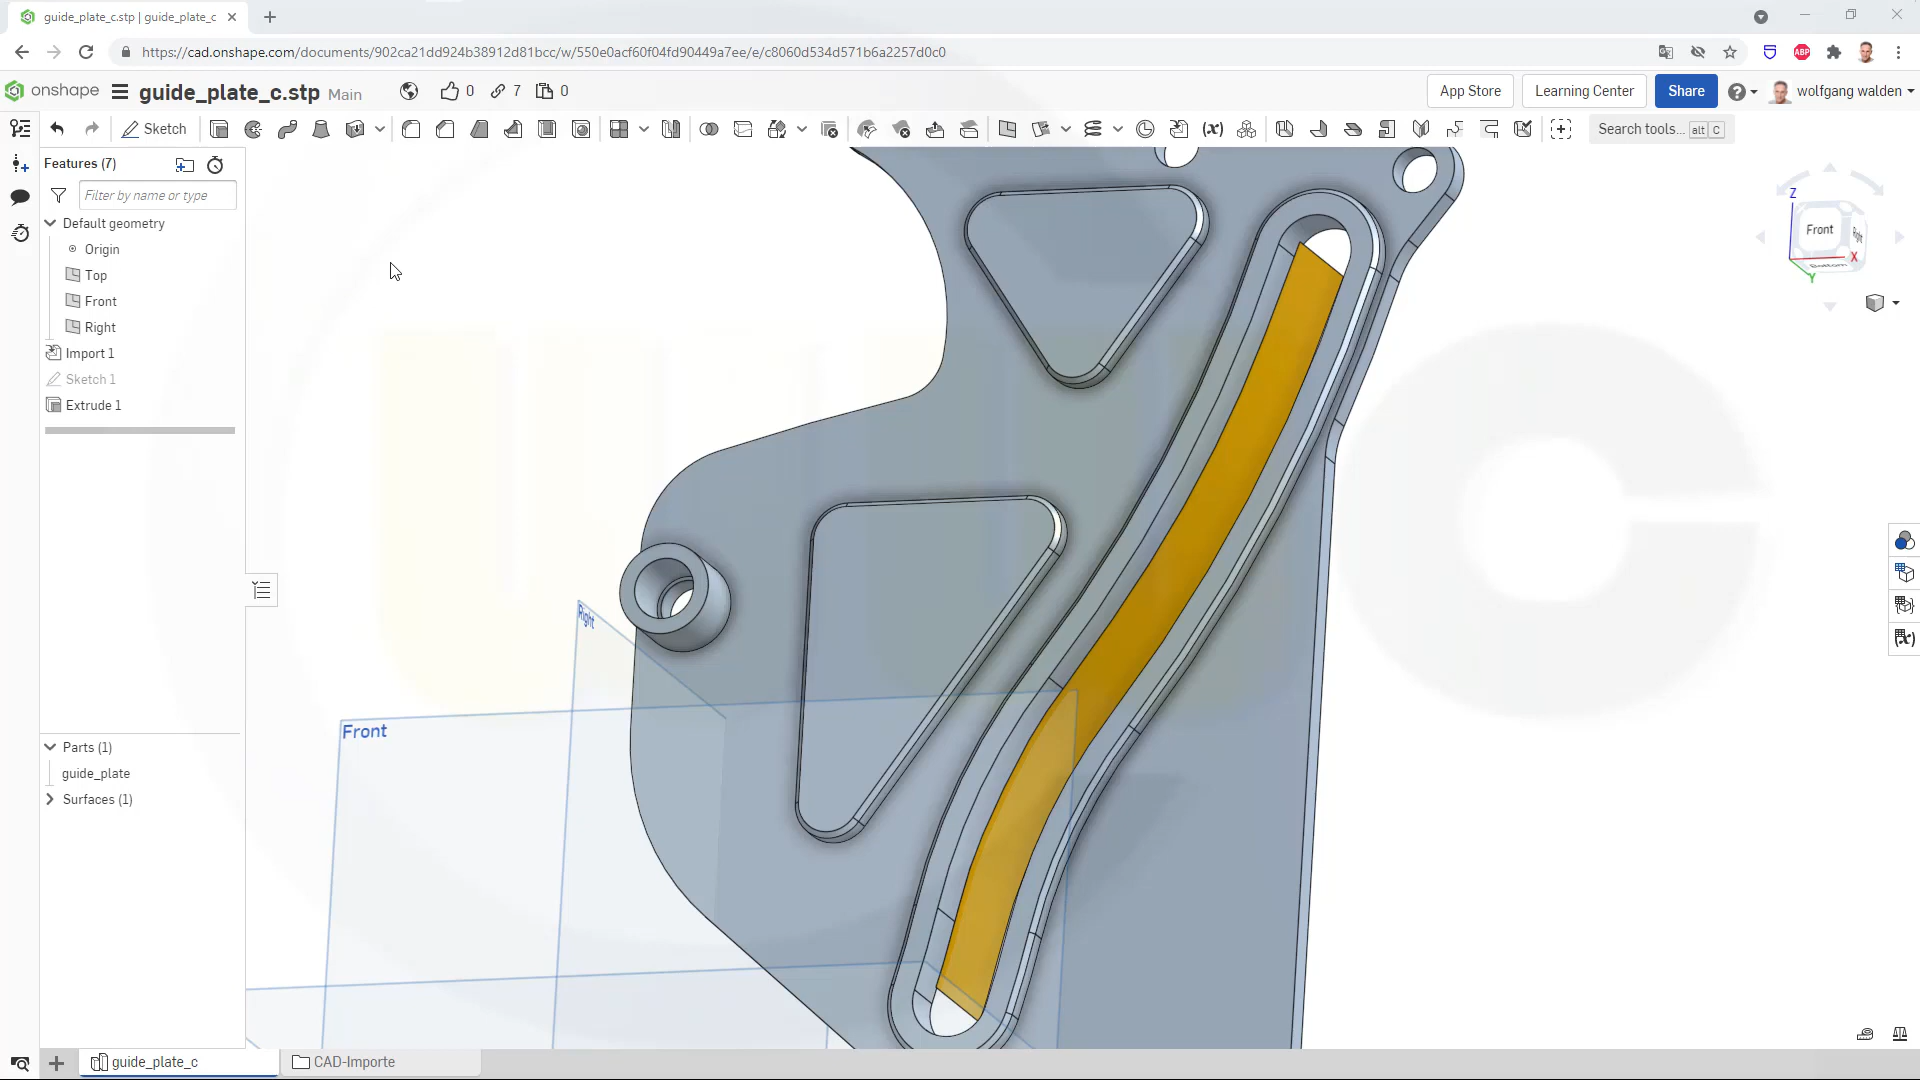 guide_plate_c.stp | guide_plate_c
https://cad.onshape.com/documents/902ca21dd924b38912d81bcc/w/550e0acf60f04fd90449a7ee/e/c8060d534d571b6a2257d0c0
ABP
onshape
guide_plate_c.stp Main
0
7
0
App Store
Learning Center
Share
wolfgang walden
Sketch
Search tools... alt C
Features (7)
Filter by name or type
Default geometry
Origin
Top
Front
Right
Import 1
Sketch 1
Extrude 1
Parts (1)
guide_plate
Surfaces (1)
Right
Front
Z
Front
Right
X
Bottom
Y
guide_plate_c
CAD-Importe